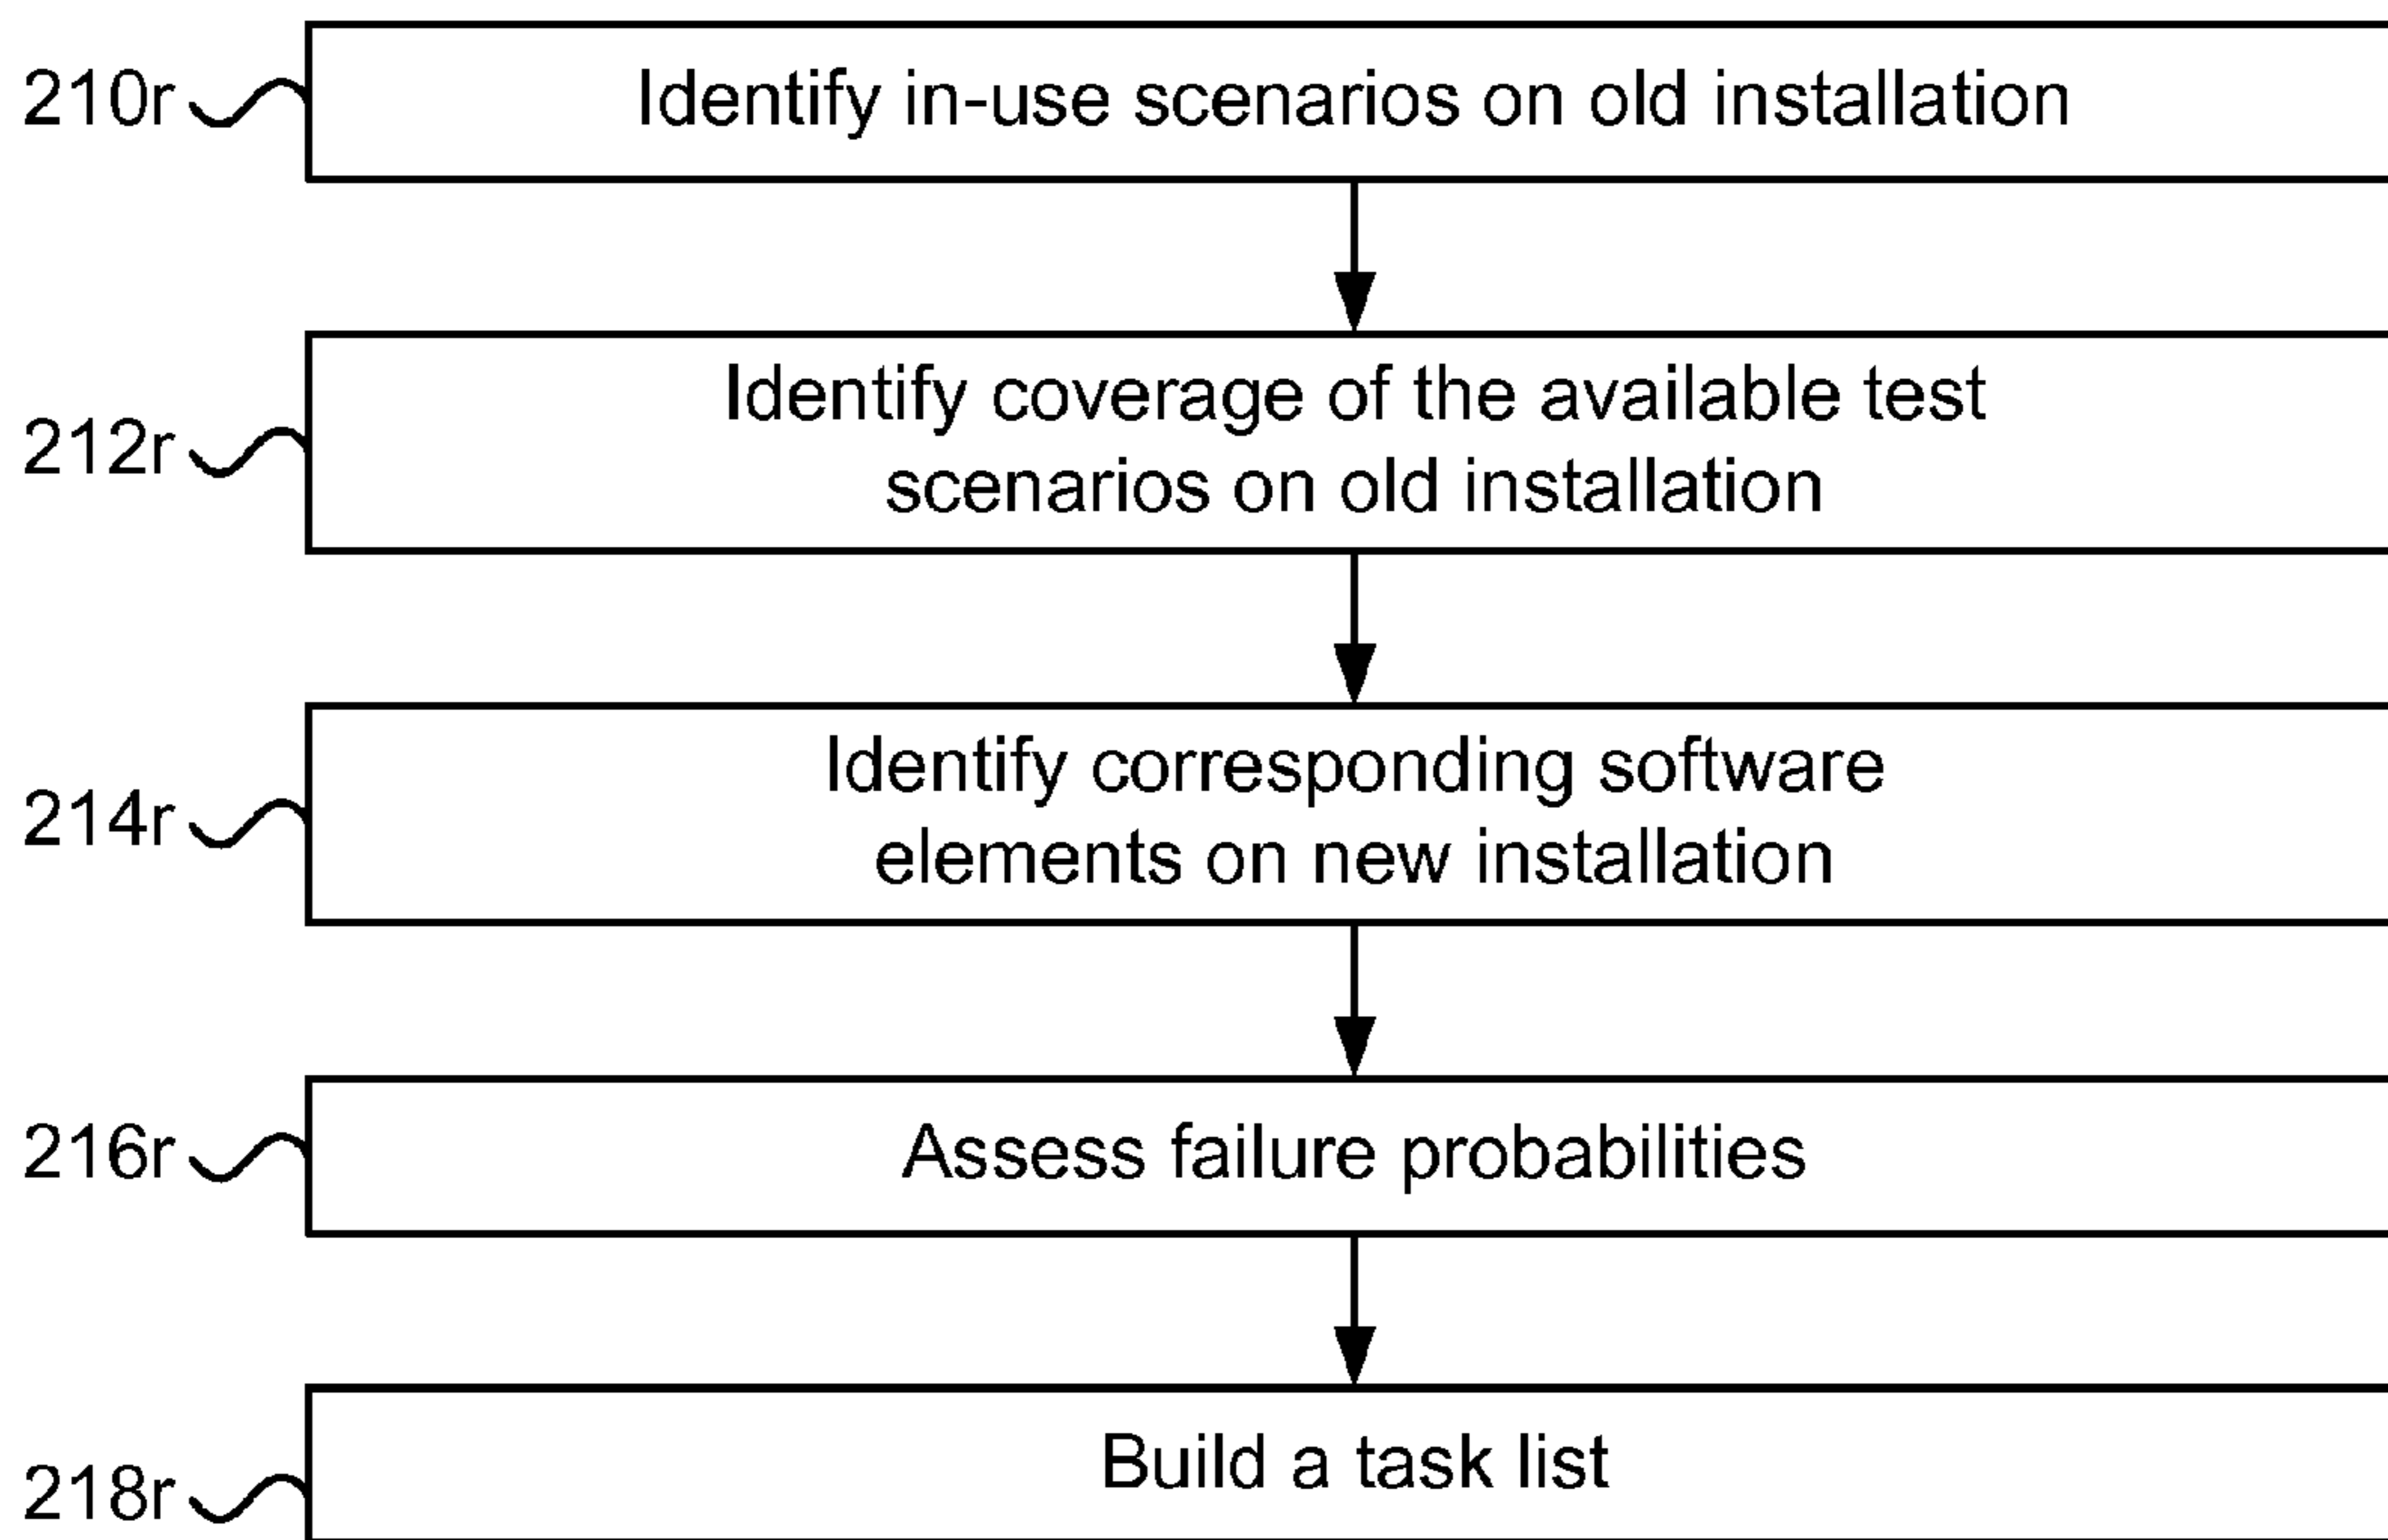 210r
Identify in-use scenarios on old installation
212r
Identify coverage of the available test
scenarios on old installation
214r
Identify corresponding software
elements on new installation
216r
Assess failure probabilities
218r
Build a task list